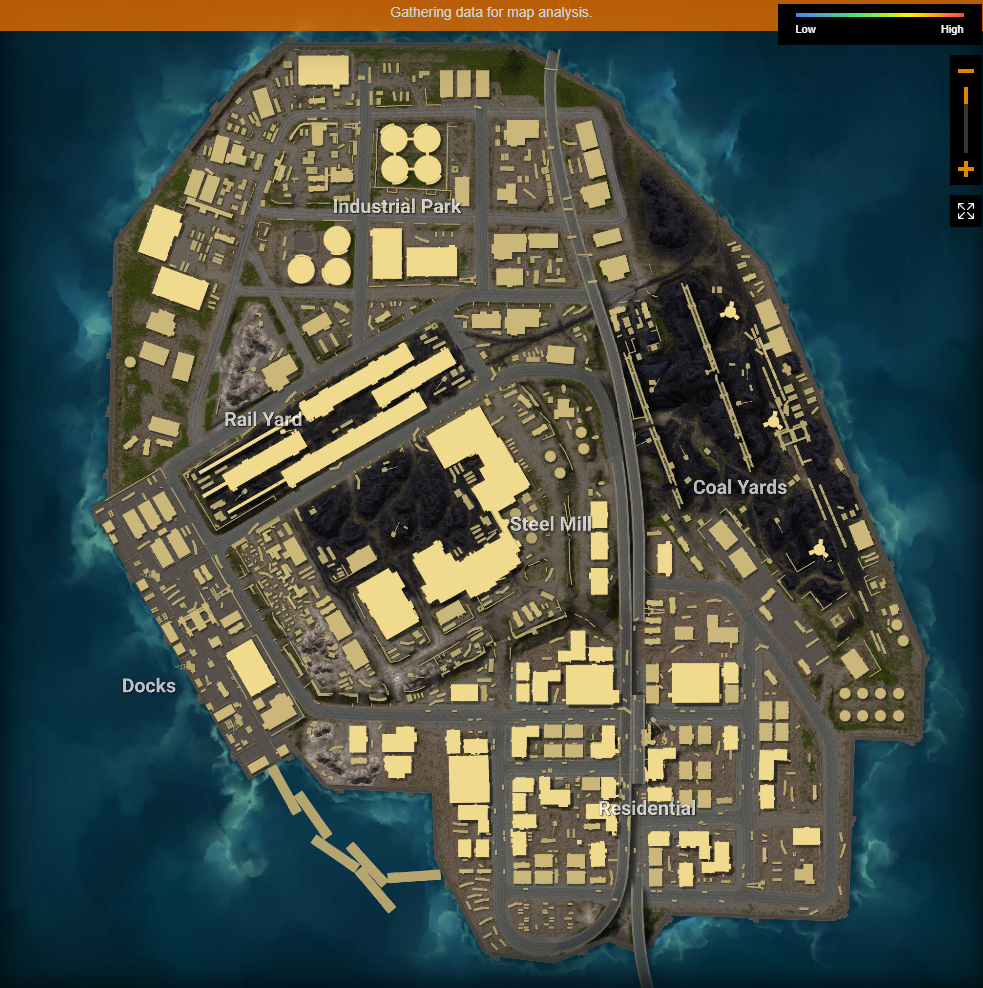 Gathering data for map analysis.
Low High
Industrial Park
Rail Yard
Coal Yards
Steel Mill
Docks
Residential